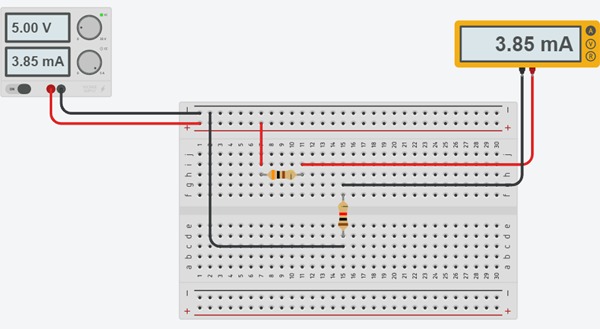 5.00 V
3.85 mA
3.85 mA
A
V
R
- -
+ +
1 2 3 4 5 6 7 8 9 10 11 12 13 14 15 16 17 18 19 20 21 22 23 24 25 26 27 28 29 30
j j
i i
h h
g g
f f
e e
d d
c c
b b
a a
1 2 3 4 5 6 7 8 9 10 11 12 13 14 15 16 17 18 19 20 21 22 23 24 25 26 27 28 29 30
- -
+ +